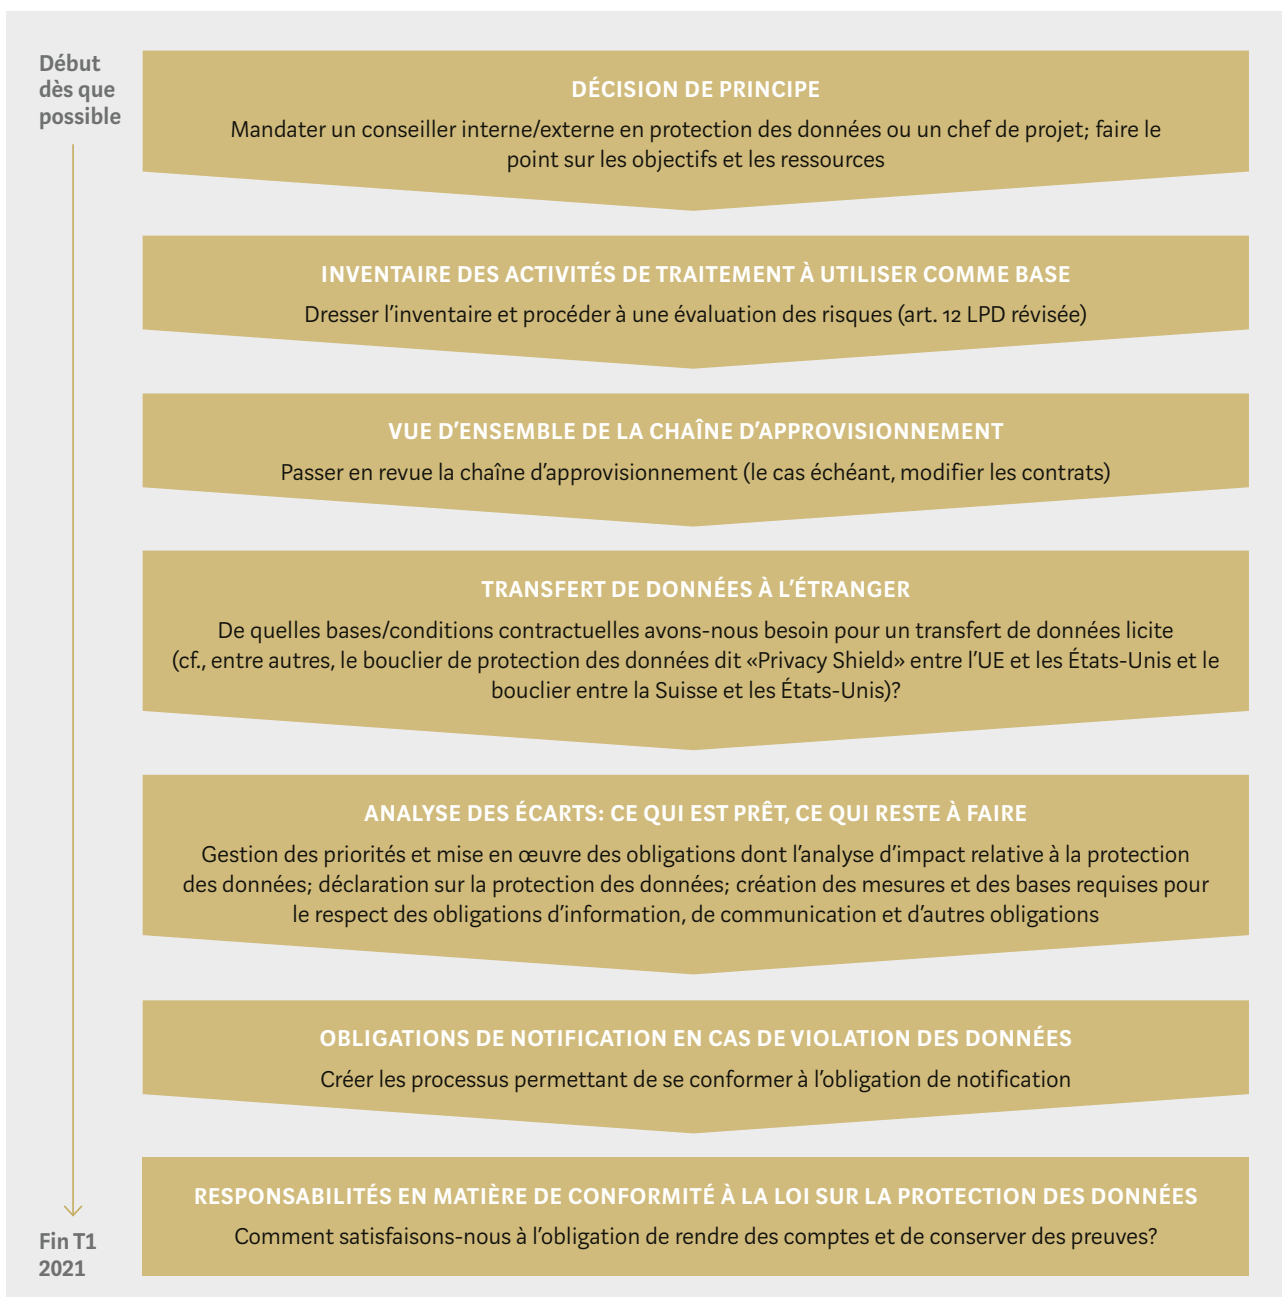 Début
dès que
possible
DÉCISION DE PRINCIPE
Mandater un conseiller interne/externe en protection des données ou un chef de projet; faire le
point sur les objectifs et les ressources
INVENTAIRE DES ACTIVITÉS DE TRAITEMENT À UTILISER COMME BASE
Dresser l’inventaire et procéder à une évaluation des risques (art. 12 LPD révisée)
VUE D’ENSEMBLE DE LA CHAÎNE D’APPROVISIONNEMENT
Passer en revue la chaîne d’approvisionnement (le cas échéant, modifier les contrats)
TRANSFERT DE DONNÉES À L’ÉTRANGER
De quelles bases/conditions contractuelles avons-nous besoin pour un transfert de données licite
(cf., entre autres, le bouclier de protection des données dit «Privacy Shield» entre l’UE et les États-Unis et le
bouclier entre la Suisse et les États-Unis)?
ANALYSE DES ÉCARTS: CE QUI EST PRÊT, CE QUI RESTE À FAIRE
Gestion des priorités et mise en œuvre des obligations dont l’analyse d’impact relative à la protection
des données; déclaration sur la protection des données; création des mesures et des bases requises pour
le respect des obligations d’information, de communication et d’autres obligations
OBLIGATIONS DE NOTIFICATION EN CAS DE VIOLATION DES DONNÉES
Créer les processus permettant de se conformer à l’obligation de notification
RESPONSABILITÉS EN MATIÈRE DE CONFORMITÉ À LA LOI SUR LA PROTECTION DES DONNÉES
Comment satisfaisons-nous à l’obligation de rendre des comptes et de conserver des preuves?
Fin T1
2021